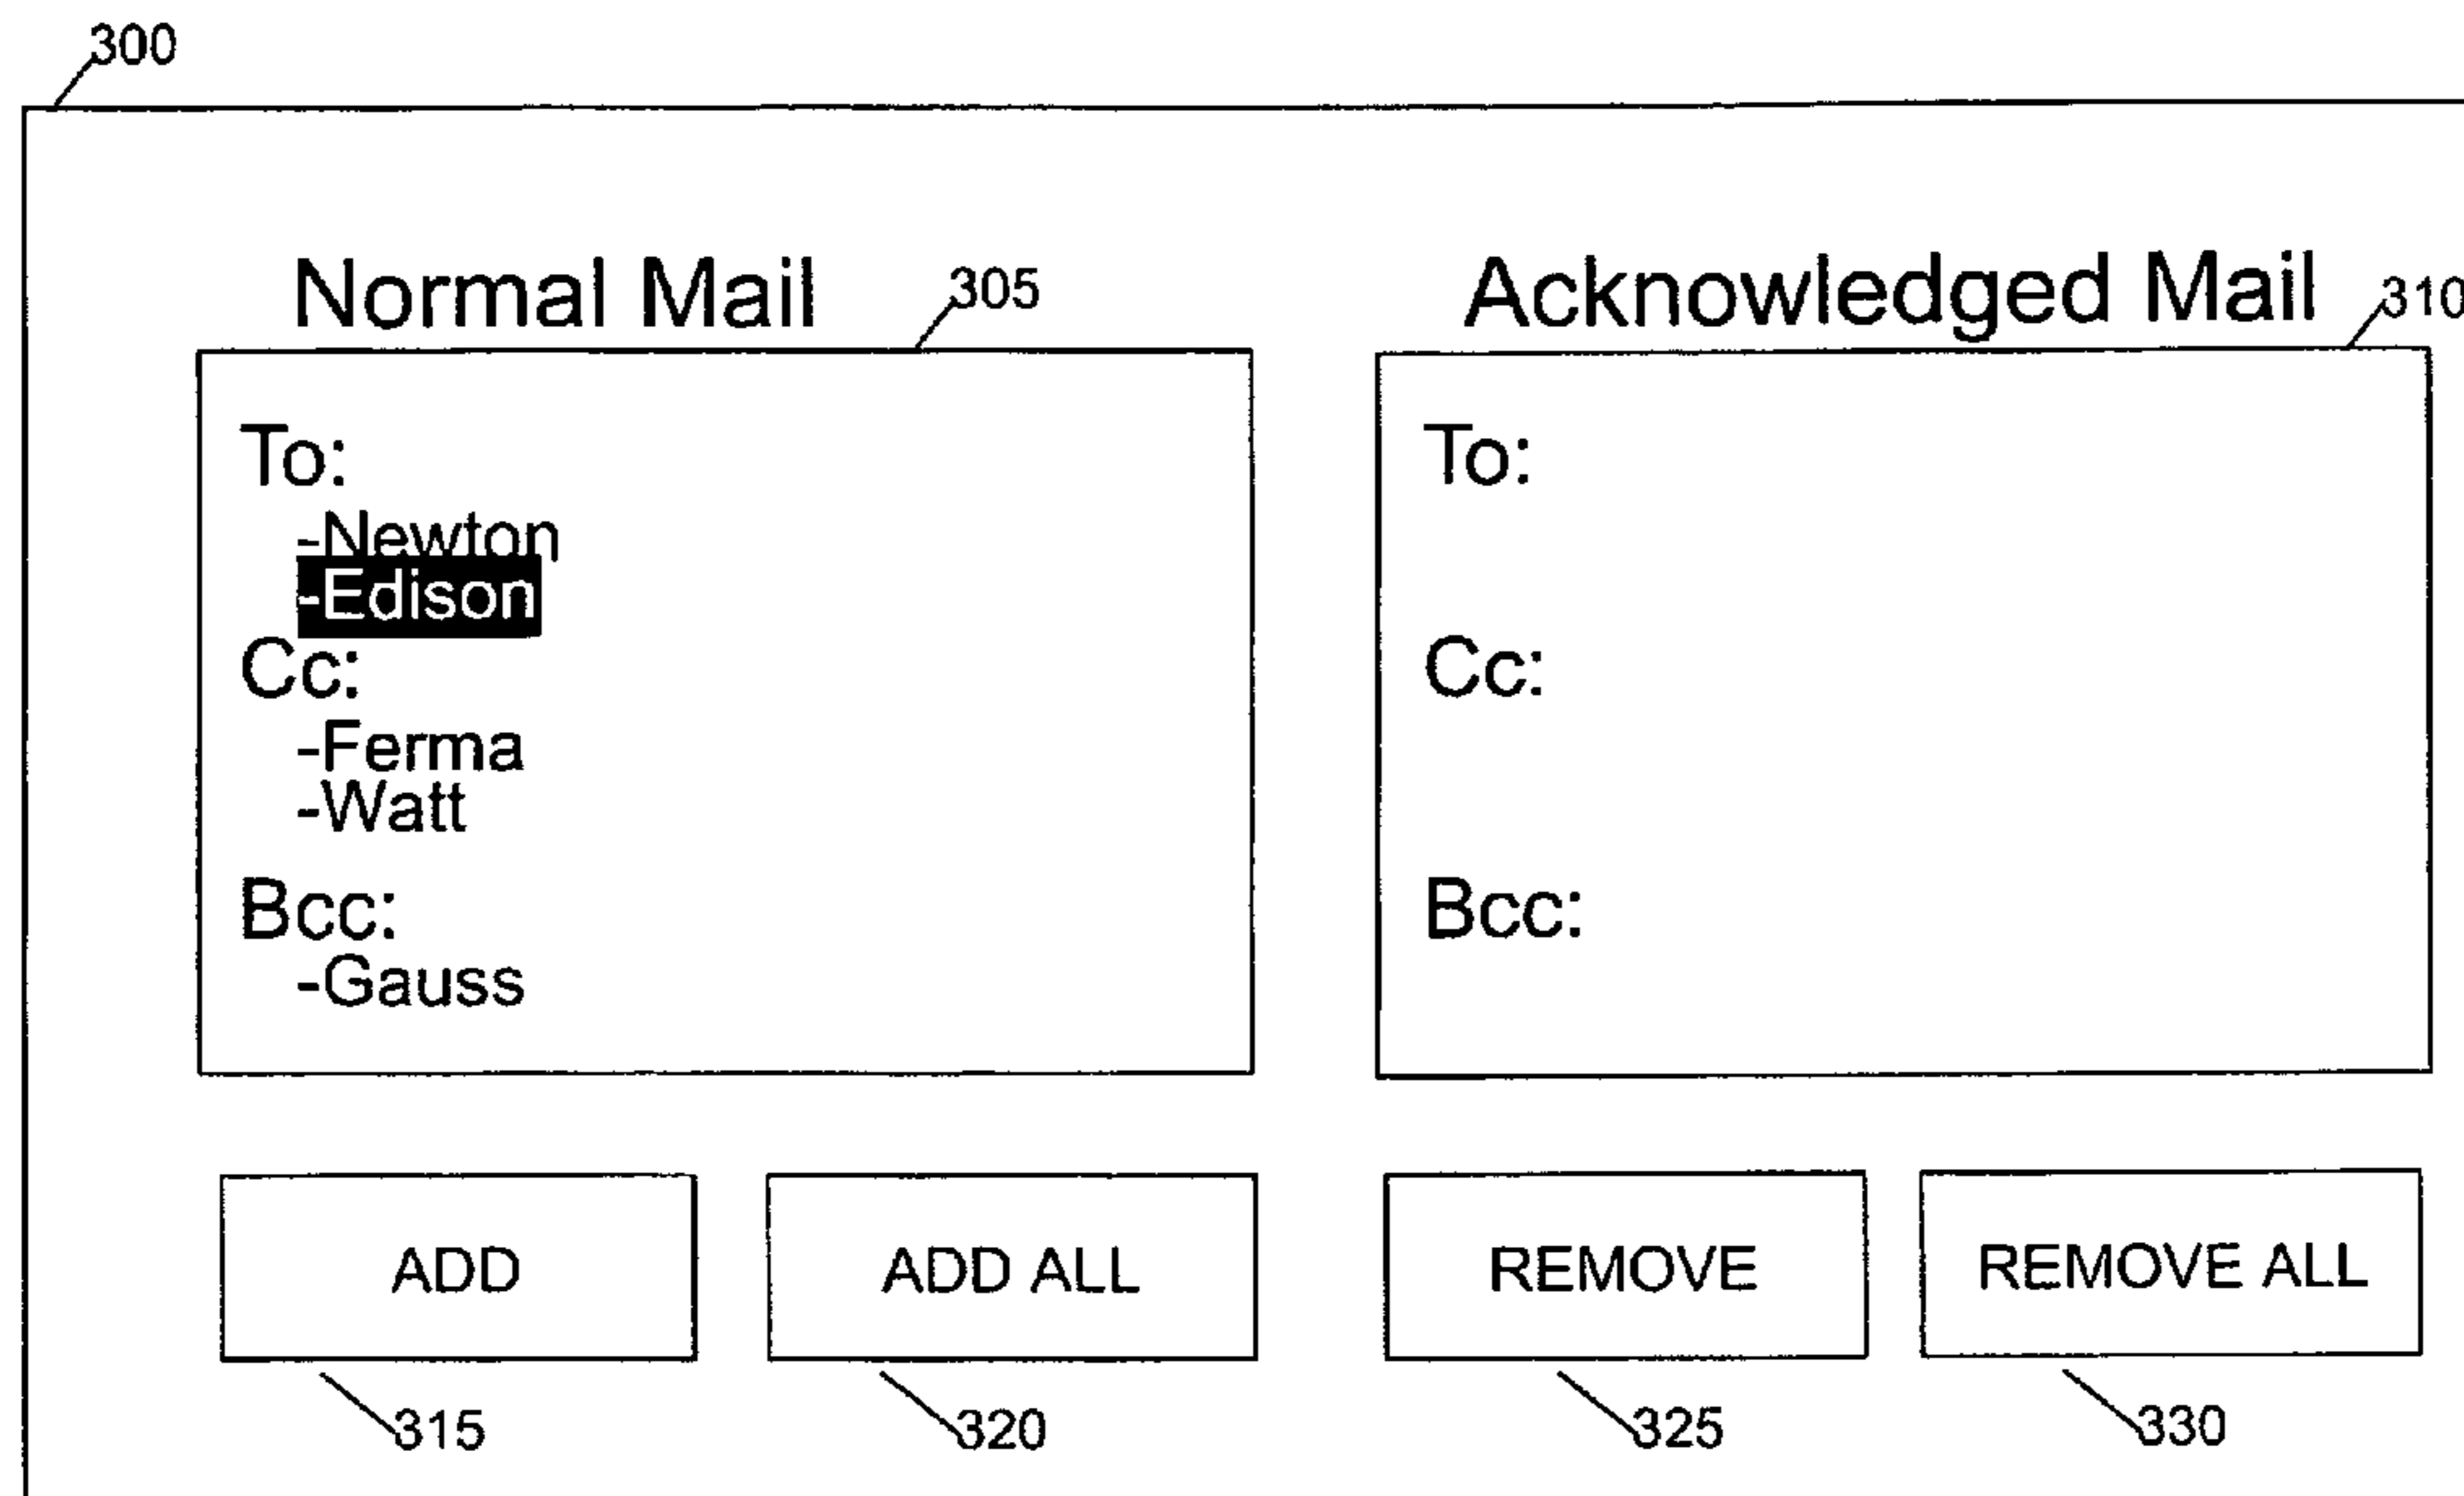 300
Normal Mail
305
Acknowledged Mail
310
To:
-Newton
-Edison
Cc:
-Ferma
-Watt
Bcc:
-Gauss
To:
Cc:
Bcc:
ADD
ADD ALL
REMOVE
REMOVE ALL
315
320
325
330